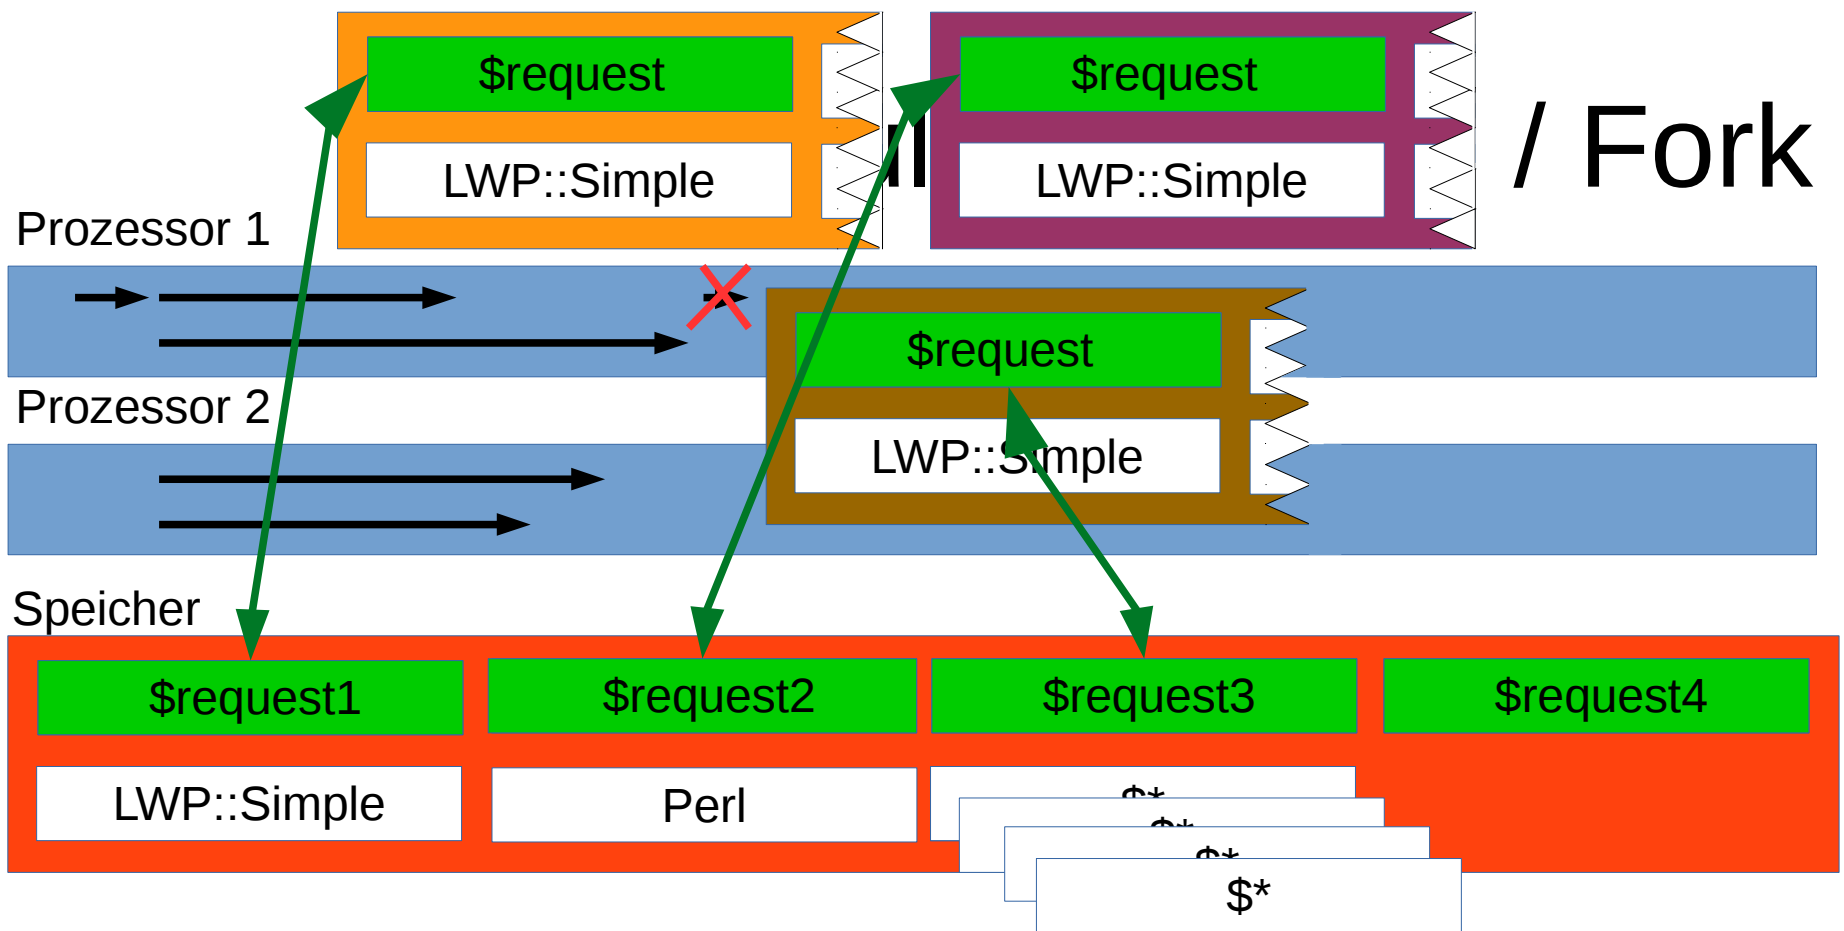 $request
$request
/ Fork
LWP::Simple
LWP::Simple
Prozessor 1
$request
Prozessor 2
LWP::Simple
Speicher
$request1
$request2
$request3
$request4
LWP::Simple
Perl
$*
$*
$*
$*